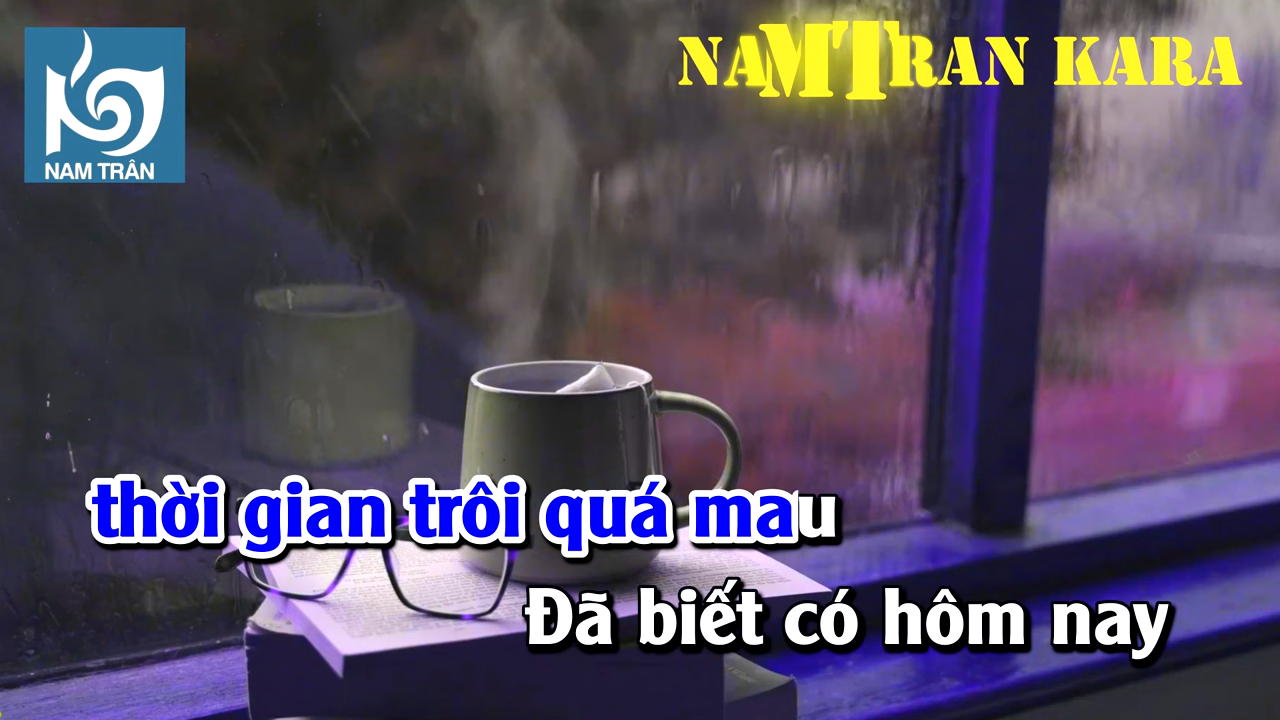 NAM TRÂN
NAMTRAN KARA
thời gian trôi quá mau
Đã biết có hôm nay